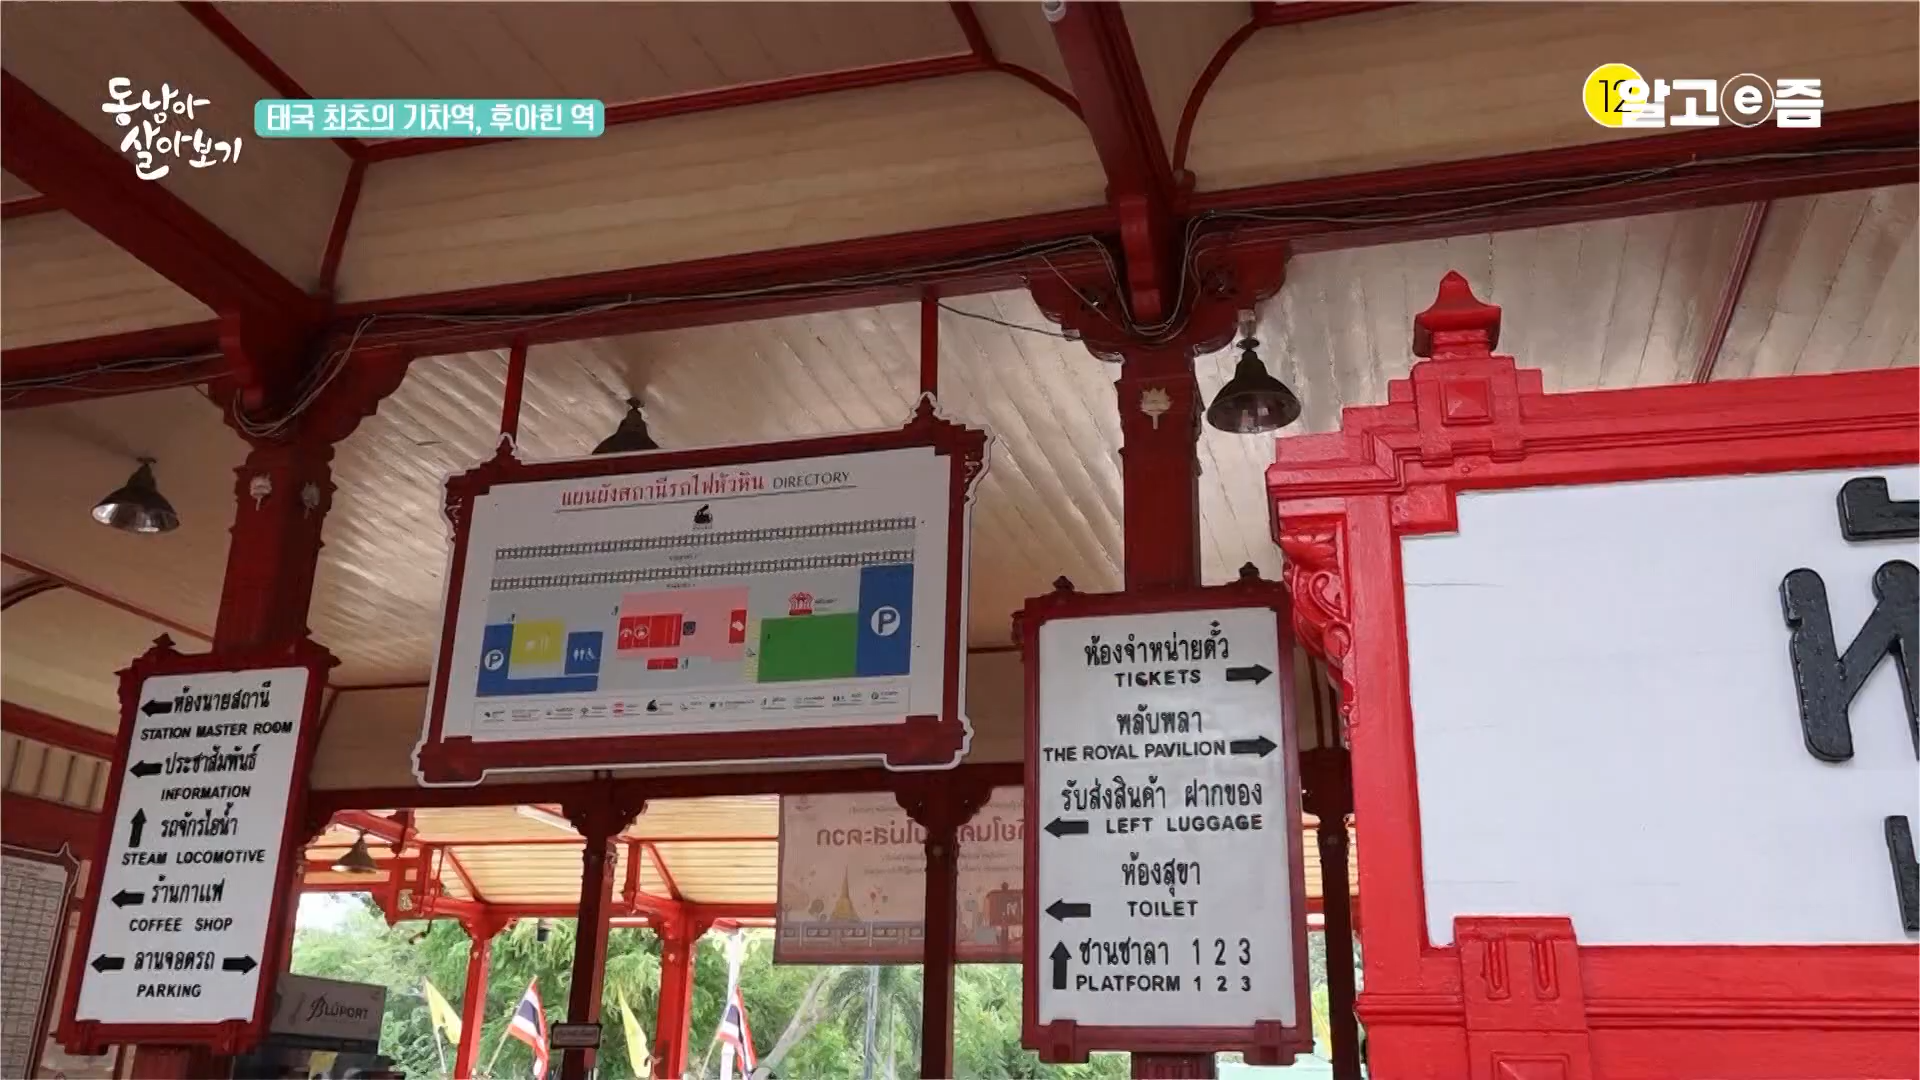 동남아
살아보기
태국 최초의 기차역, 후아힌 역
12
알고e즘
แผนผังสถานีรถไฟหัวหิน DIRECTORY
P
P
ห้องนายสถานี
STATION MASTER ROOM
ประชาสัมพันธ์
INFORMATION
รถจักรไอน้ำ
STEAM LOCOMOTIVE
ร้านกาแฟ
COFFEE SHOP
ลานจอดรถ
PARKING
BLÚPORT
ห้องจำหน่ายตั๋ว
TICKETS
พลับพลา
THE ROYAL PAVILION
รับส่งสินค้า ฝากของ
LEFT LUGGAGE
ห้องสุขา
TOILET
ชานชาลา 1 2 3
PLATFORM 1 2 3